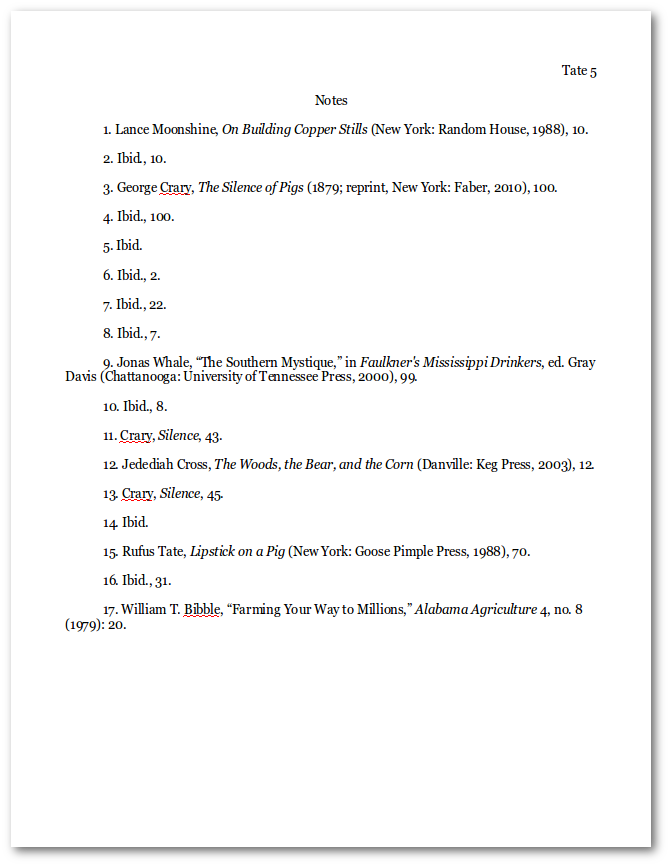 Tate 5
Notes
1. Lance Moonshine, On Building Copper Stills (New York: Random House, 1988), 10.
2. Ibid., 10.
3. George Crary, The Silence of Pigs (1879; reprint, New York: Faber, 2010), 100.
4. Ibid., 100.
5. Ibid.
6. Ibid., 2.
7. Ibid., 22.
8. Ibid., 7.
9. Jonas Whale, “The Southern Mystique,” in Faulkner's Mississippi Drinkers, ed. Gray
Davis (Chattanooga: University of Tennessee Press, 2000), 99.
10. Ibid., 8.
11. Crary, Silence, 43.
12. Jedediah Cross, The Woods, the Bear, and the Corn (Danville: Keg Press, 2003), 12.
13. Crary, Silence, 45.
14. Ibid.
15. Rufus Tate, Lipstick on a Pig (New York: Goose Pimple Press, 1988), 70.
16. Ibid., 31.
17. William T. Bibble, “Farming Your Way to Millions,” Alabama Agriculture 4, no. 8
(1979): 20.